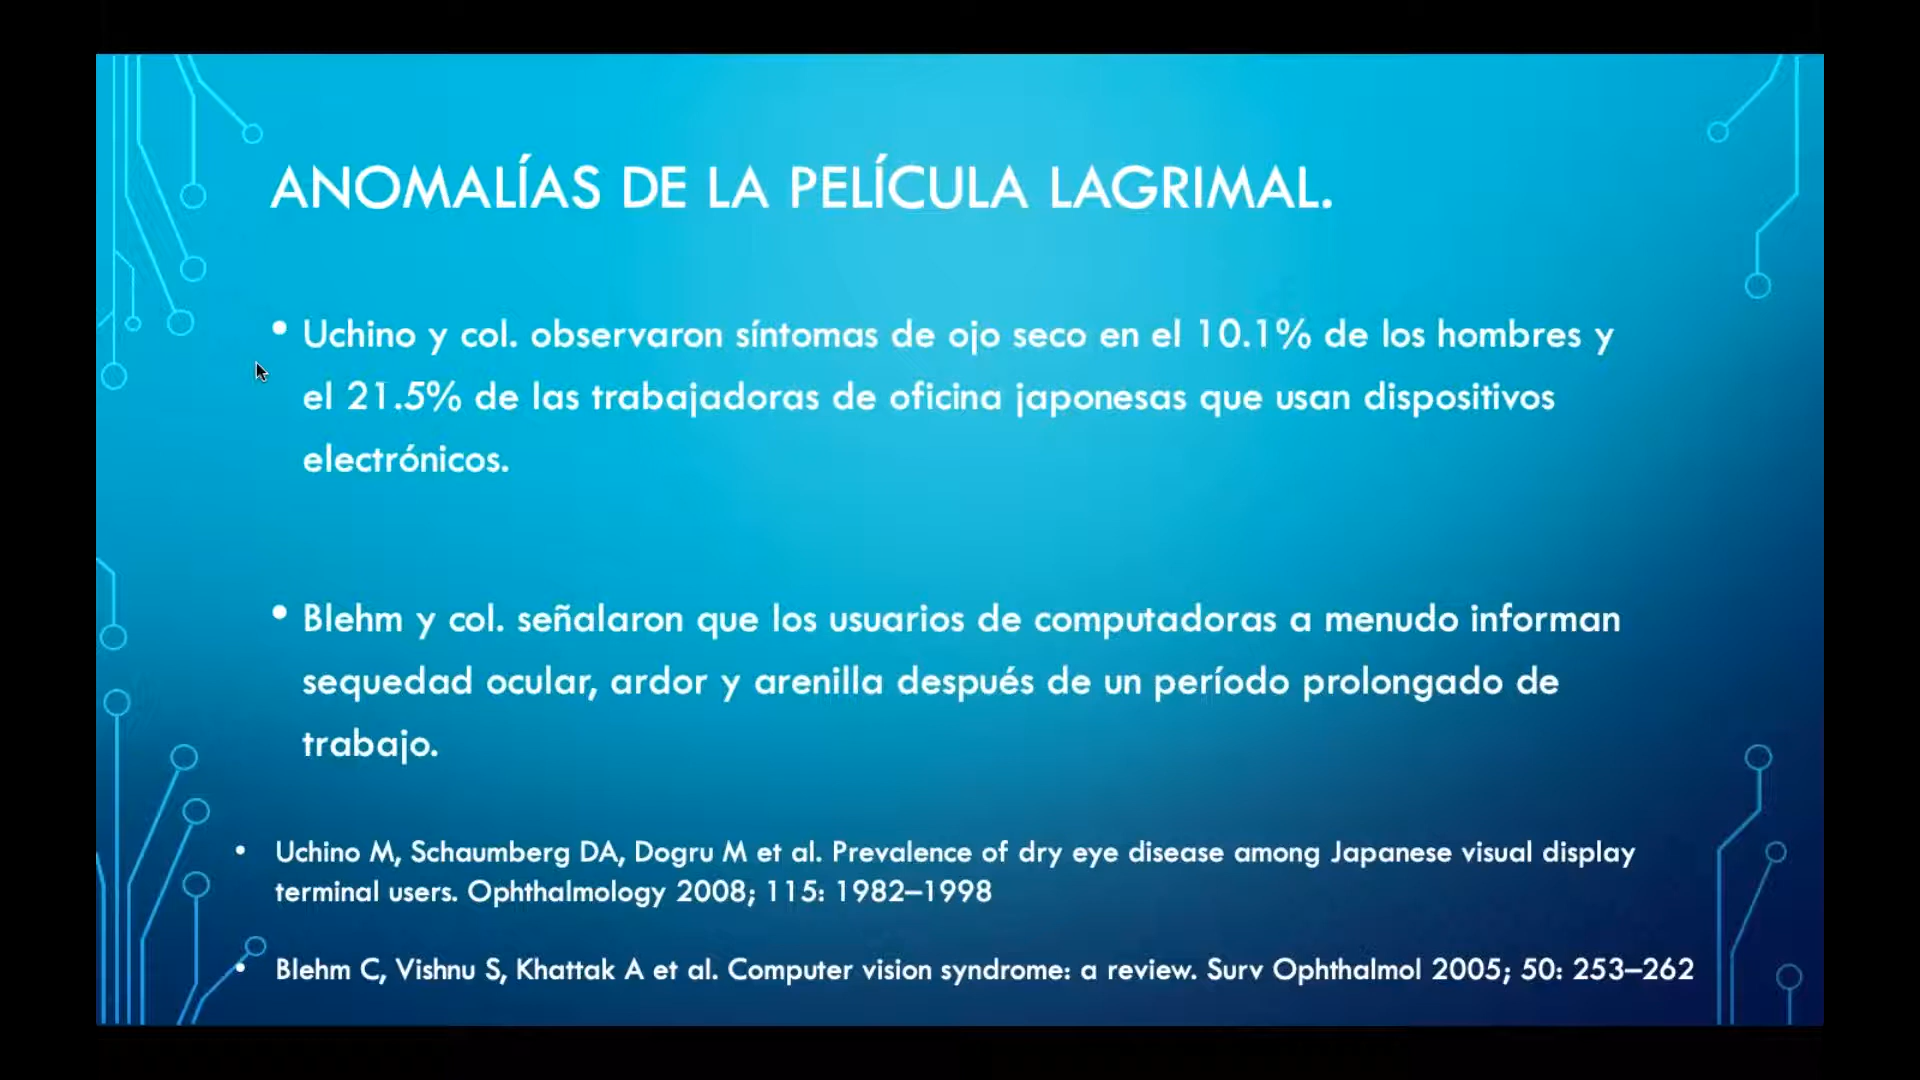 ANOMALÍAS DE LA PELÍCULA LAGRIMAL.
• Uchino y col. observaron síntomas de ojo seco en el 10.1% de los hombres y
el 21.5% de las trabajadoras de oficina japonesas que usan dispositivos
electrónicos.
• Blehm y col. señalaron que los usuarios de computadoras a menudo informan
sequedad ocular, ardor y arenilla después de un período prolongado de
trabajo.
• Uchino M, Schaumberg DA, Dogru M et al. Prevalence of dry eye disease among Japanese visual display
terminal users. Ophthalmology 2008; 115: 1982–1998
• Blehm C, Vishnu S, Khattak A et al. Computer vision syndrome: a review. Surv Ophthalmol 2005; 50: 253–262